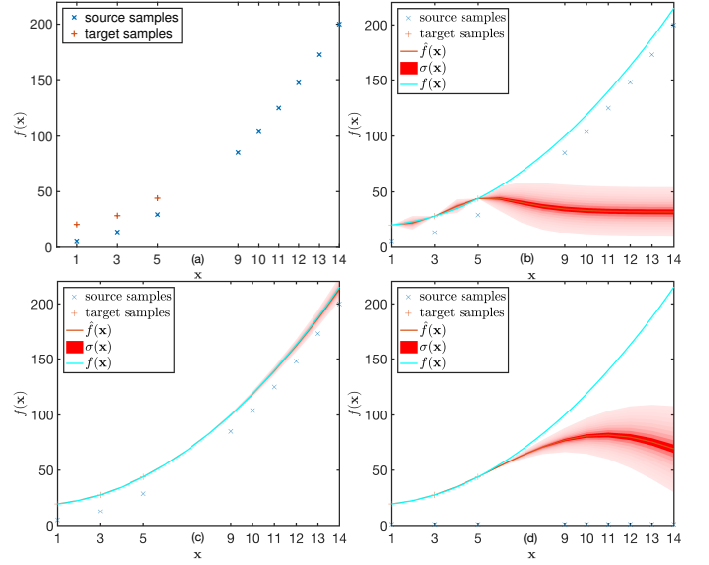 × source samples
+ target samples
f(x)
200
150
100
50
0
1 3 5 (a) 9 10 11 12 13 14
x
source samples
target samples
f̂(x)
σ(x)
f(x)
f(x)
200
150
100
50
0
1 3 5 (b) 9 10 11 12 13 14
x
source samples
target samples
f̂(x)
σ(x)
f(x)
f(x)
200
150
100
50
0
1 3 5 (c) 9 10 11 12 13 14
x
source samples
target samples
f̂(x)
σ(x)
f(x)
f(x)
200
150
100
50
0
1 3 5 (d) 9 10 11 12 13 14
x